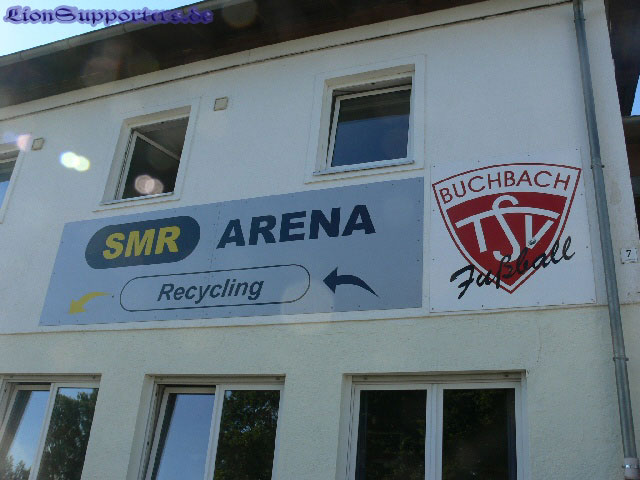 LionSupporters.de
SMR ARENA
Recycling
BUCHBACH
TSV
Fußball
7